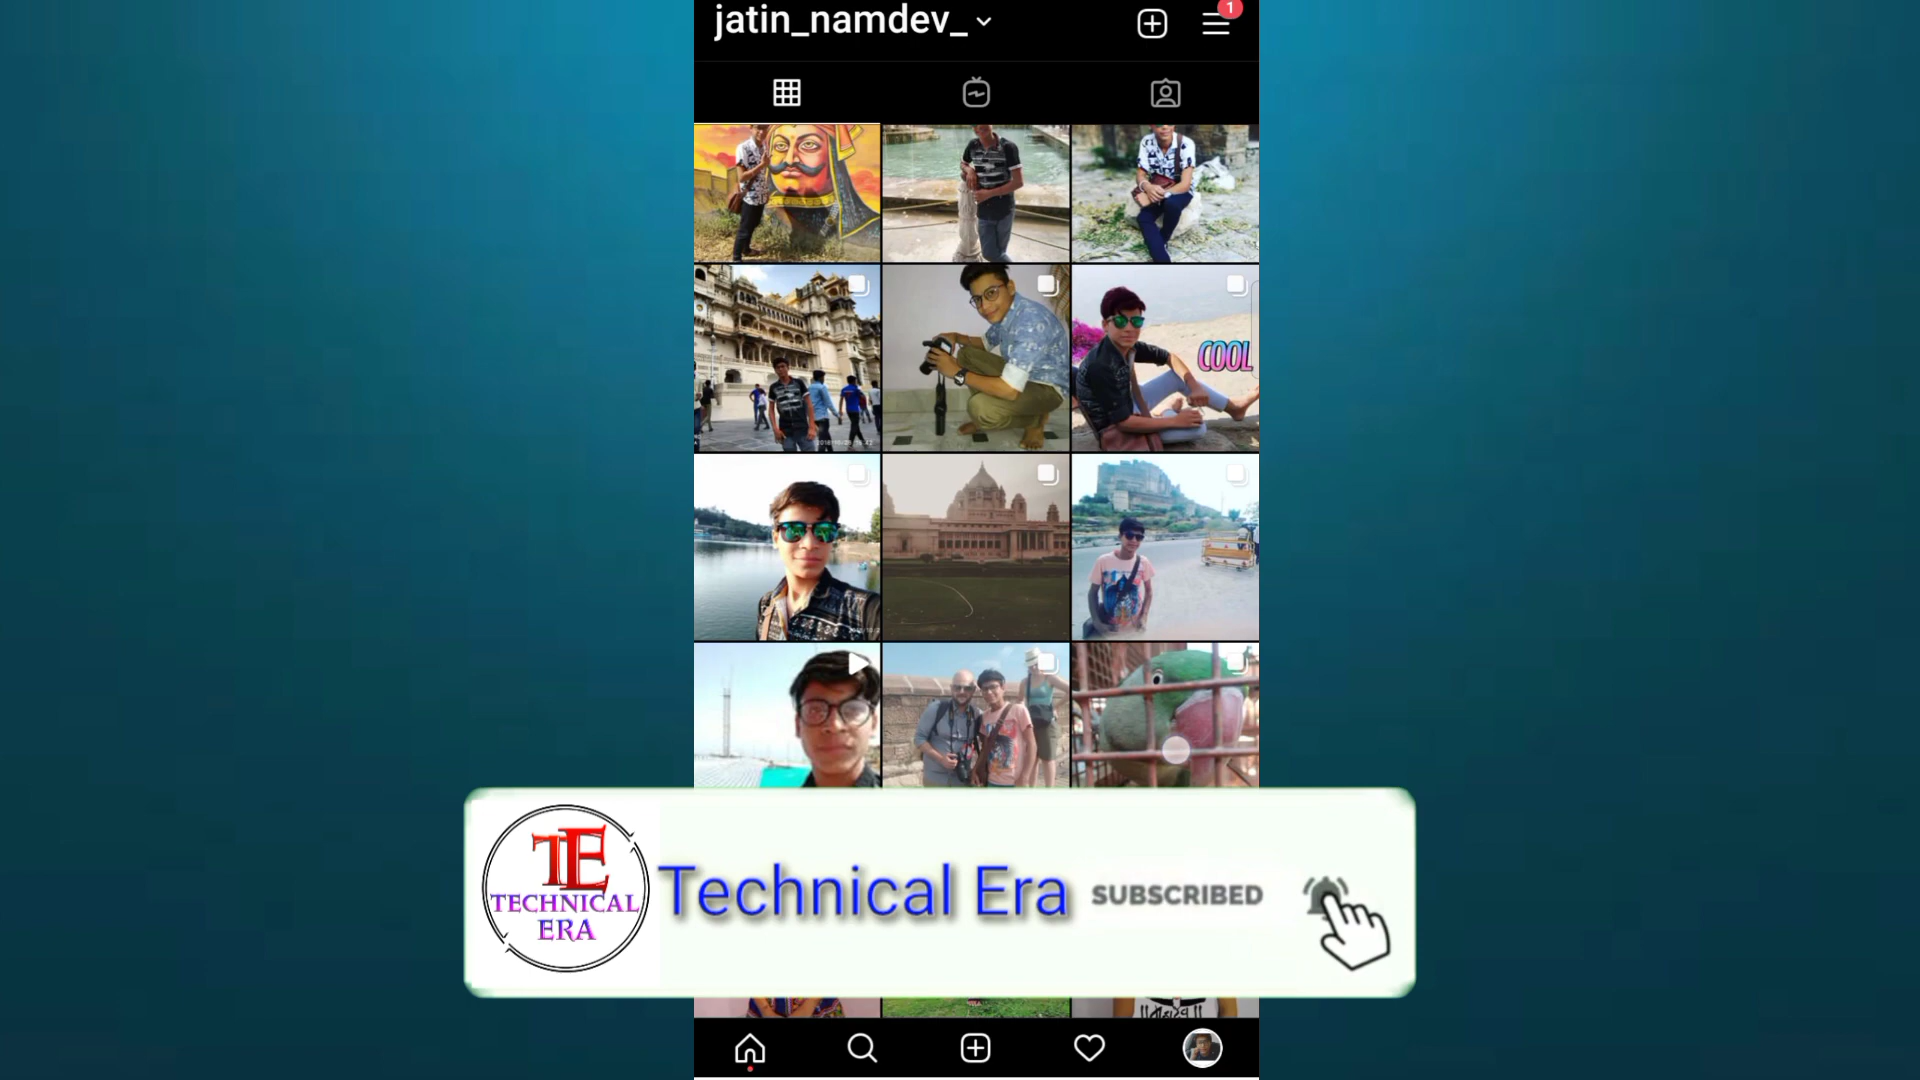 jatin_namdev_
1
COOL
TE
TECHNICAL
ERA
Technical Era
SUBSCRIBED